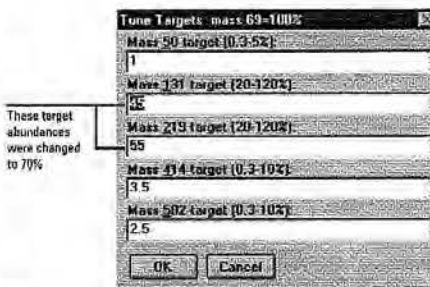 Tune Targets mass 69=100%
Mass 50 target (0.3-5%):
1
Mass 131 target (20-120%):
Mass 219 target (20-120%):
55
Mass 414 target (0.3-10%):
3.5
Mass 502 target (0.3-10%):
2.5
OK Cancel
These target
abundances
were changed
to 70%